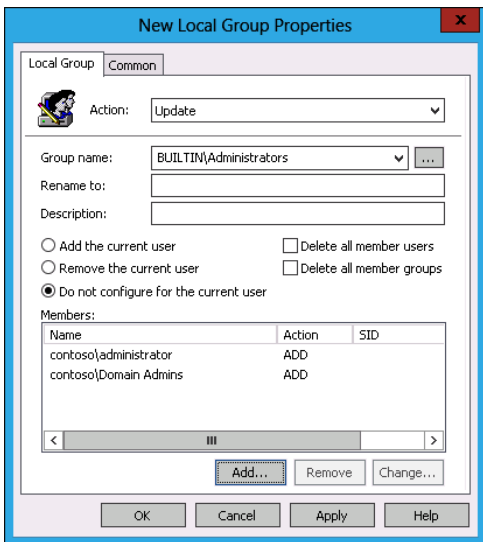 New Local Group Properties
x
Local Group Common
Action: Update
Group name: BUILTIN\Administrators ...
Rename to:
Description:
Add the current user Delete all member users
Remove the current user Delete all member groups
Do not configure for the current user
Members:
Name Action SID
contoso\administrator ADD
contoso\Domain Admins ADD
Add... Remove Change...
OK Cancel Apply Help